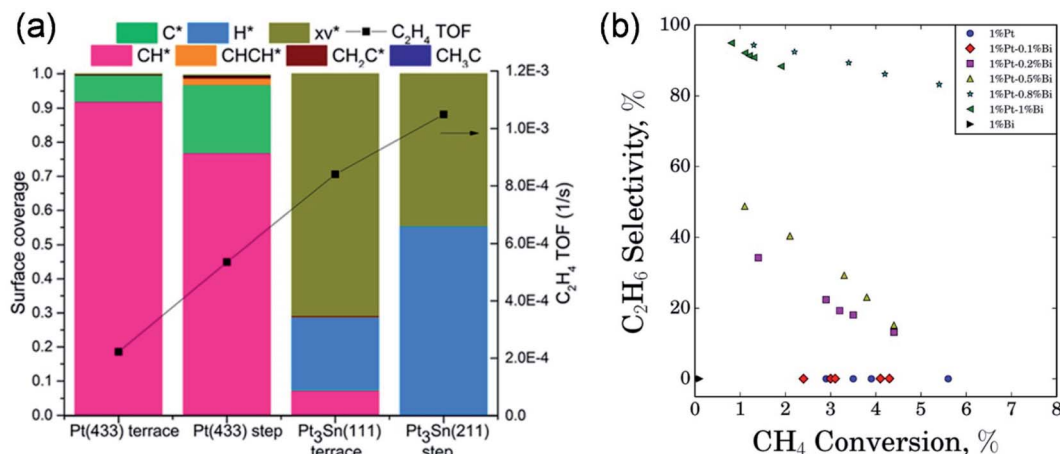 (a)
C* H* xv* C₂H₄ TOF
CH* CHCH* CH₂C* CH₃C
Surface coverage
1.0
0.9
0.8
0.7
0.6
0.5
0.4
0.3
0.2
0.1
0.0
1.2E-3
1.0E-3
8.0E-4
6.0E-4
4.0E-4
2.0E-4
0.0
C₂H₄ TOF (1/s)
Pt(433) terrace Pt(433) step Pt₃Sn(111) Pt₃Sn(211)
terrace step
(b)
C₂H₆ Selectivity, %
100
80
60
40
20
0
1%Pt
1%Pt-0.1%Bi
1%Pt-0.2%Bi
1%Pt-0.5%Bi
1%Pt-0.8%Bi
1%Pt-1%Bi
1%Bi
0 1 2 3 4 5 6 7 8
CH₄ Conversion, %